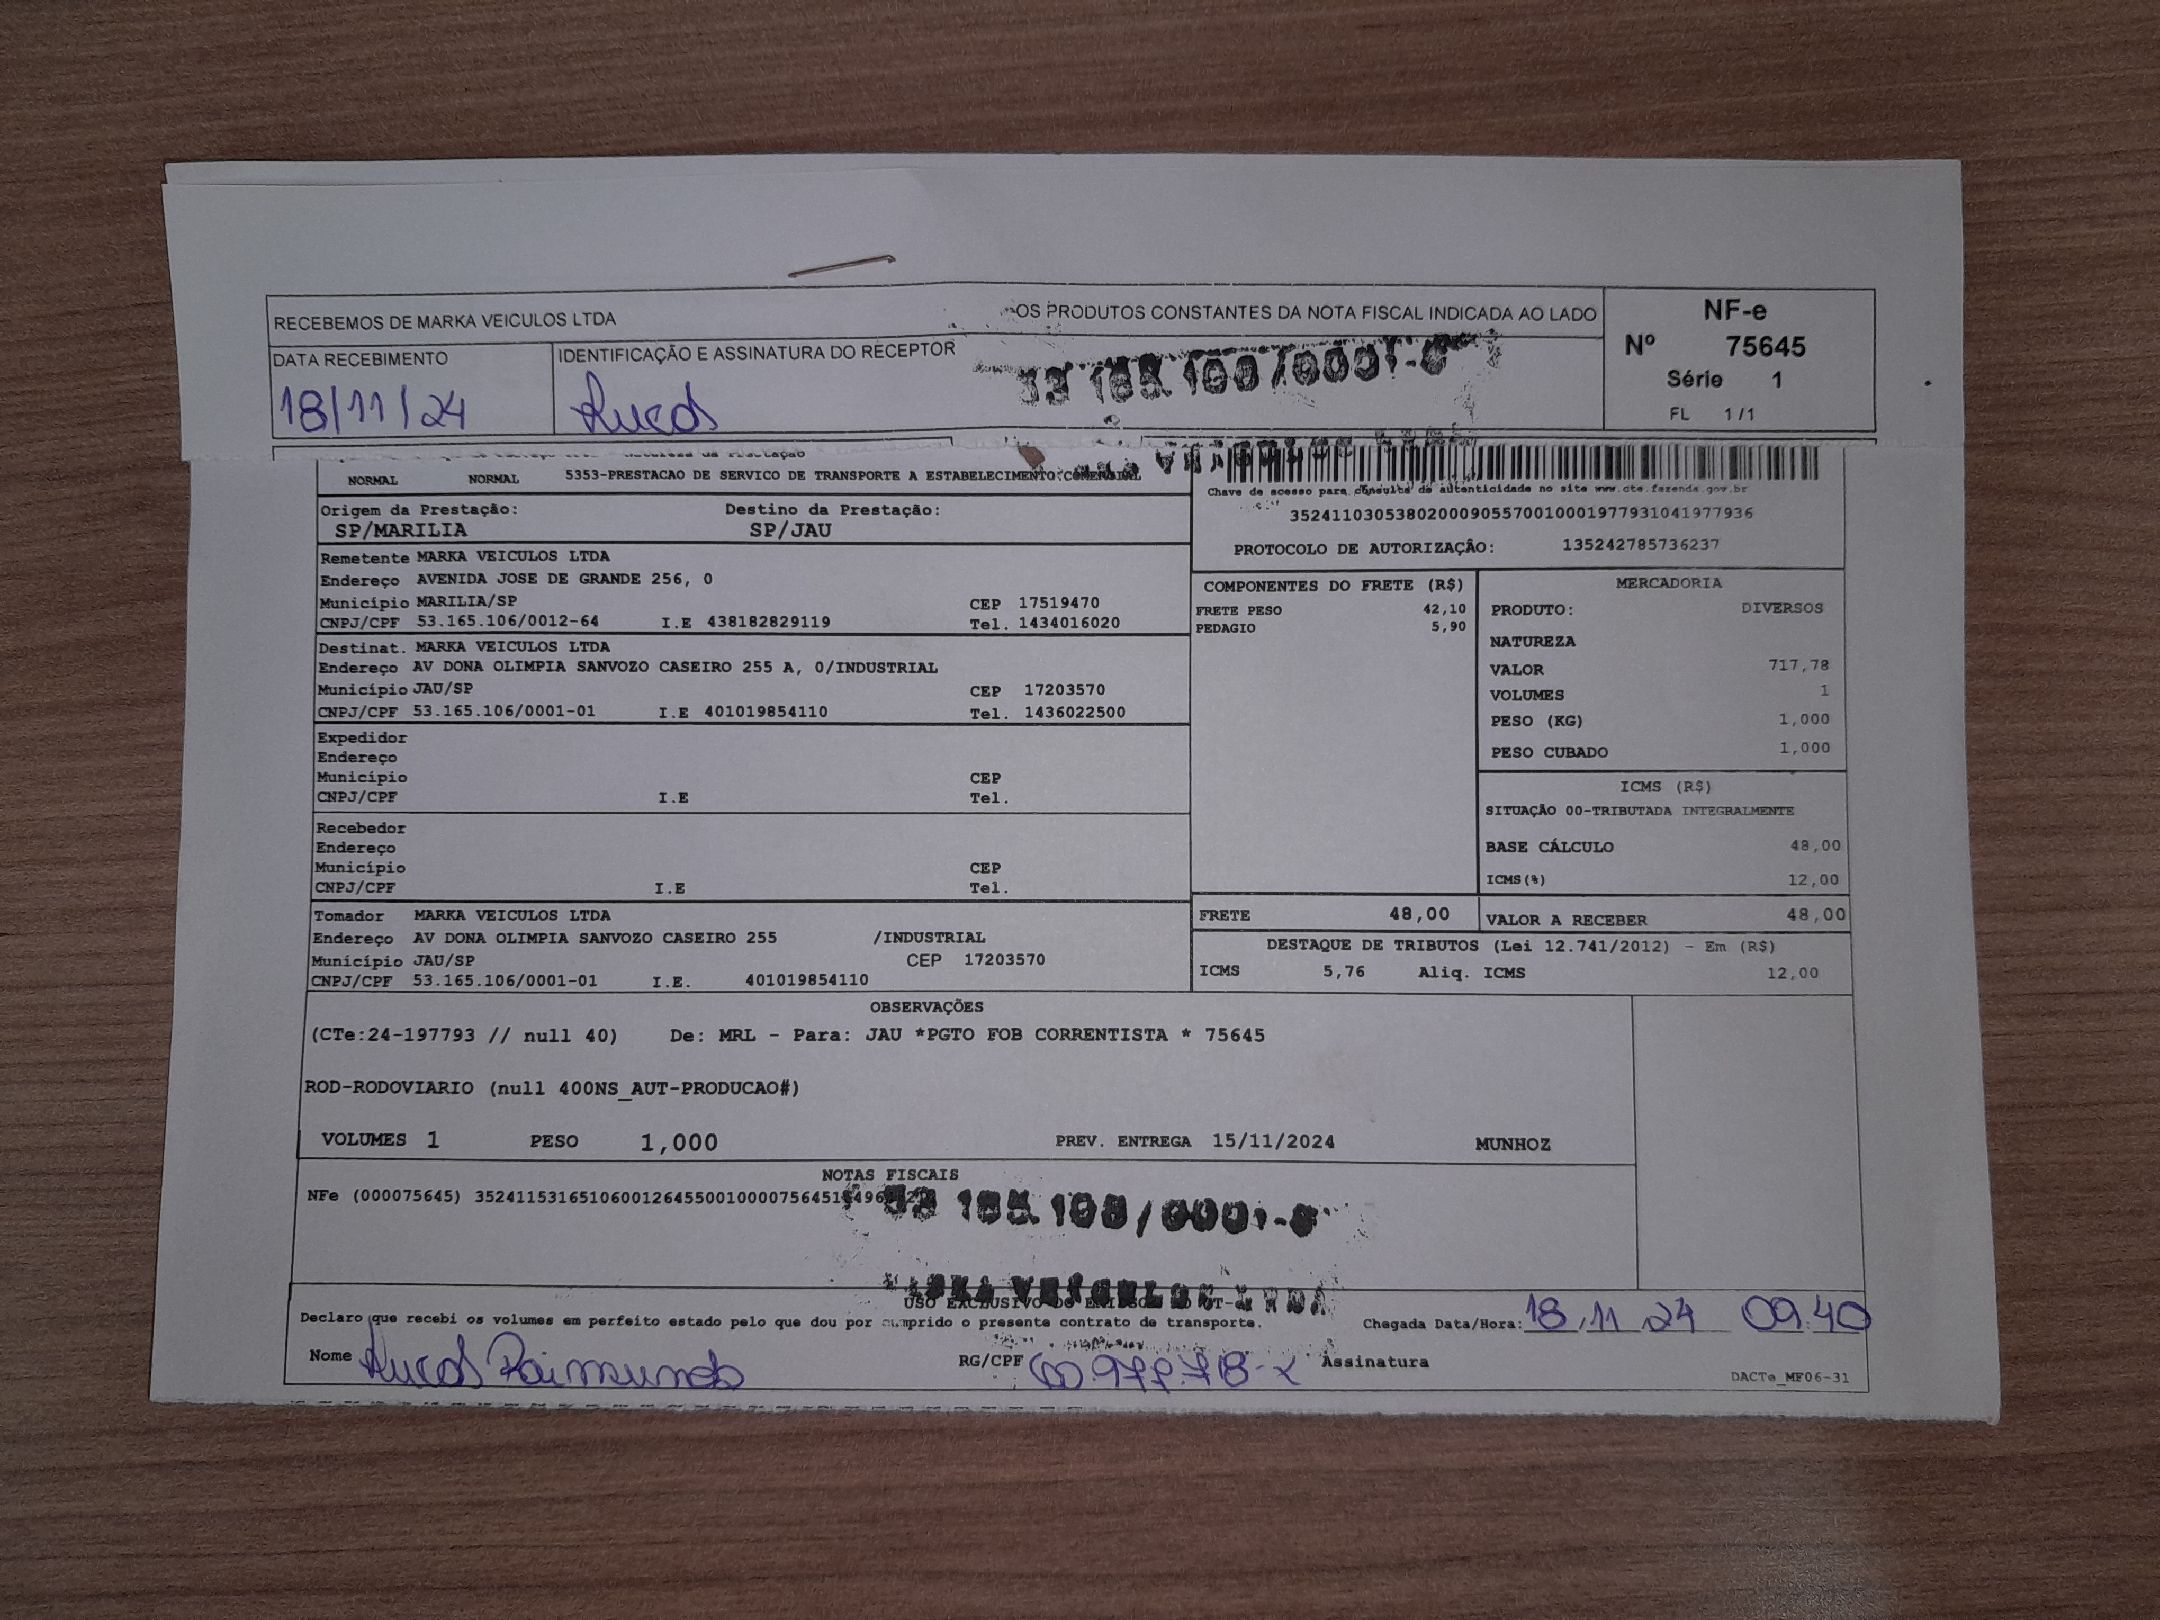 RECEBEMOS DE MARKA VEICULOS LTDA OS PRODUTOS CONSTANTES DA NOTA FISCAL INDICADA AO LADO
NF-e
Nº 75645
Série 1
FL 1/1
DATA RECEBIMENTO
18/11/24
IDENTIFICAÇÃO E ASSINATURA DO RECEPTOR
Lucas
NORMAL NORMAL 5353-PRESTACAO DE SERVICO DE TRANSPORTE A ESTABELECIMENTO COMERCIAL
Chave de acesso para consulta de autenticidade no site www.cte.fazenda.gov.br
35241103053802000905570010001977931041977936
PROTOCOLO DE AUTORIZAÇÂO: 135242785736237
Origem da Prestação: Destino da Prestação:
SP/MARILIA SP/JAU
Remetente MARKA VEICULOS LTDA
Endereço AVENIDA JOSE DE GRANDE 256, 0
Município MARILIA/SP CEP 17519470
CNPJ/CPF 53.165.106/0012-64 I.E 438182829119 Tel. 1434016020
Destinat. MARKA VEICULOS LTDA
Endereço AV DONA OLIMPIA SANVOZO CASEIRO 255 A, 0/INDUSTRIAL
Município JAU/SP CEP 17203570
CNPJ/CPF 53.165.106/0001-01 I.E 401019854110 Tel. 1436022500
Expedidor
Endereço
Município CEP
CNPJ/CPF I.E Tel.
Recebedor
Endereço
Município CEP
CNPJ/CPF I.E Tel.
Tomador MARKA VEICULOS LTDA
Endereço AV DONA OLIMPIA SANVOZO CASEIRO 255 /INDUSTRIAL
Município JAU/SP CEP 17203570
CNPJ/CPF 53.165.106/0001-01 I.E. 401019854110
COMPONENTES DO FRETE (R$)
FRETE PESO 42,10
PEDAGIO 5,90
MERCADORIA
PRODUTO: DIVERSOS
NATUREZA
VALOR 717,78
VOLUMES 1
PESO (KG) 1,000
PESO CUBADO 1,000
ICMS (R$)
SITUAÇÃO 00-TRIBUTADA INTEGRALMENTE
BASE CÁLCULO 48,00
ICMS(%) 12,00
FRETE 48,00 VALOR A RECEBER 48,00
DESTAQUE DE TRIBUTOS (Lei 12.741/2012) - Em (R$)
ICMS 5,76 Aliq. ICMS 12,00
OBSERVAÇÕES
(CTe:24-197793 // null 40) De: MRL - Para: JAU *PGTO FOB CORRENTISTA * 75645
ROD-RODOVIARIO (null 400NS_AUT-PRODUCAO#)
VOLUMES 1 PESO 1,000 PREV. ENTREGA 15/11/2024 MUNHOZ
NOTAS FISCAIS
NFe (000075645)
VEICULOS LTDA
USO EXCLUSIVO DO
Declaro que recebi os volumes em perfeito estado pelo que dou por cumprido o presente contrato de transporte. Chegada Data/Hora: 18.11.24 09:40
Nome Lucas Raimundo RG/CPF Assinatura
DACTe_MF06-31